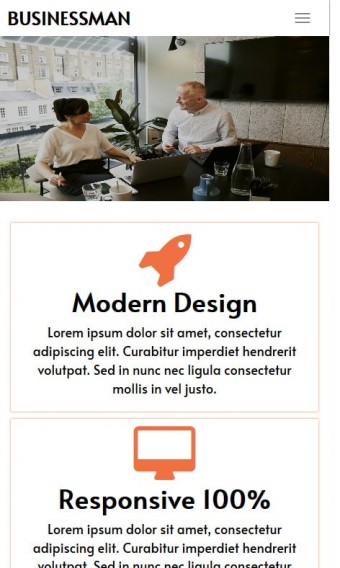 BUSINESSMAN
Modern Design
Lorem ipsum dolor sit amet, consectetur
adipiscing elit. Curabitur imperdiet hendrerit
volutpat. Sed in nunc nec ligula consectetur
mollis in vel justo.
Responsive 100%
Lorem ipsum dolor sit amet, consectetur
adipiscing elit. Curabitur imperdiet hendrerit
volutpat. Sed in nunc nec ligula consectetur